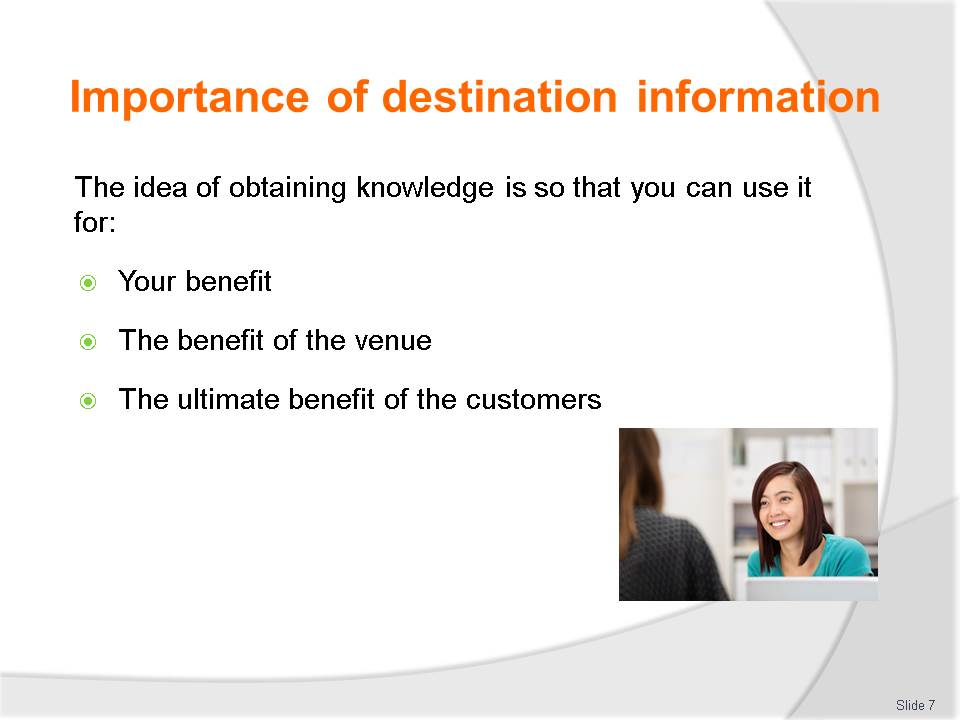 Importance of destination information
The idea of obtaining knowledge is so that you can use it
for:
Your benefit
The benefit of the venue
The ultimate benefit of the customers
Slide 7